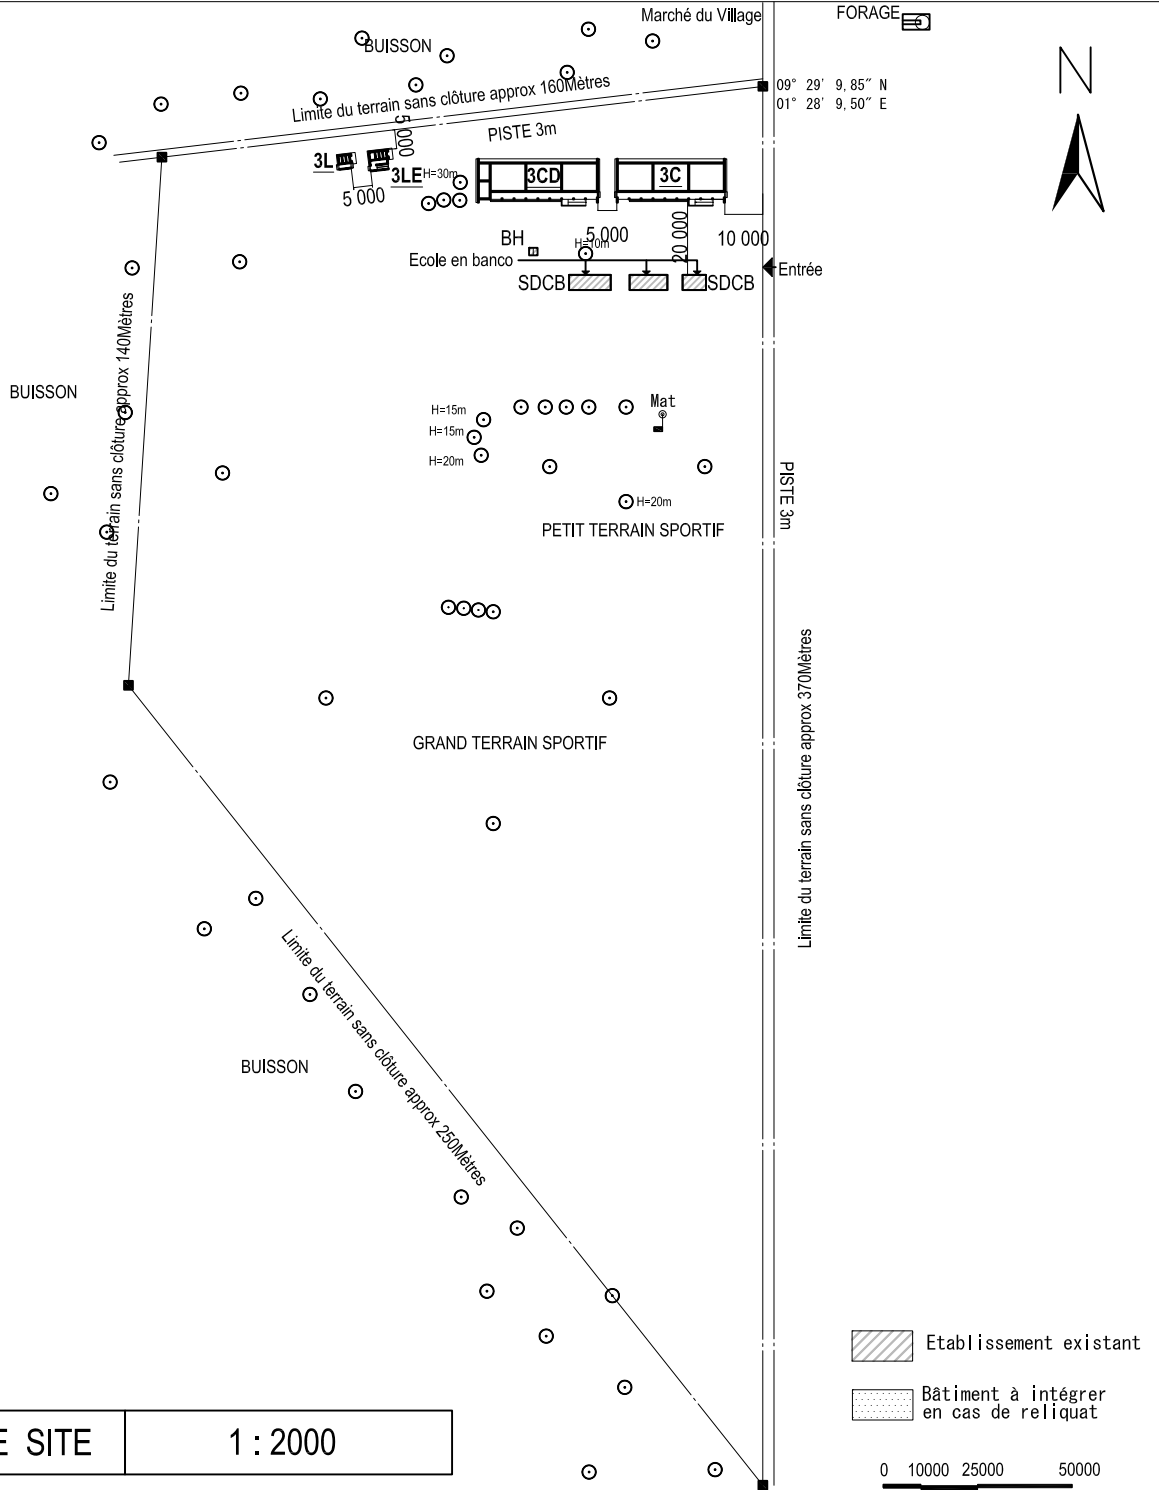 Marché du Village
FORAGE
BUISSON
N
09° 29' 9,85" N
01° 28' 9,50" E
Limite du terrain sans clôture approx 160Mètres
PISTE 3m
5 000
3L
3LE
H=30m
3CD
3C
5 000
5 000
20 000
10 000
BH
H=10m
Ecole en banco
Entrée
SDCB
SDCB
Limite du terrain sans clôture approx 140Mètres
BUISSON
H=15m
Mat
H=15m
H=20m
PISTE 3m
H=20m
PETIT TERRAIN SPORTIF
Limite du terrain sans clôture approx 370Mètres
GRAND TERRAIN SPORTIF
Limite du terrain sans clôture approx 250Mètres
BUISSON
Etablissement existant
Bâtiment à intégrer
en cas de reliquat
E SITE
1 : 2000
0 10000 25000 50000